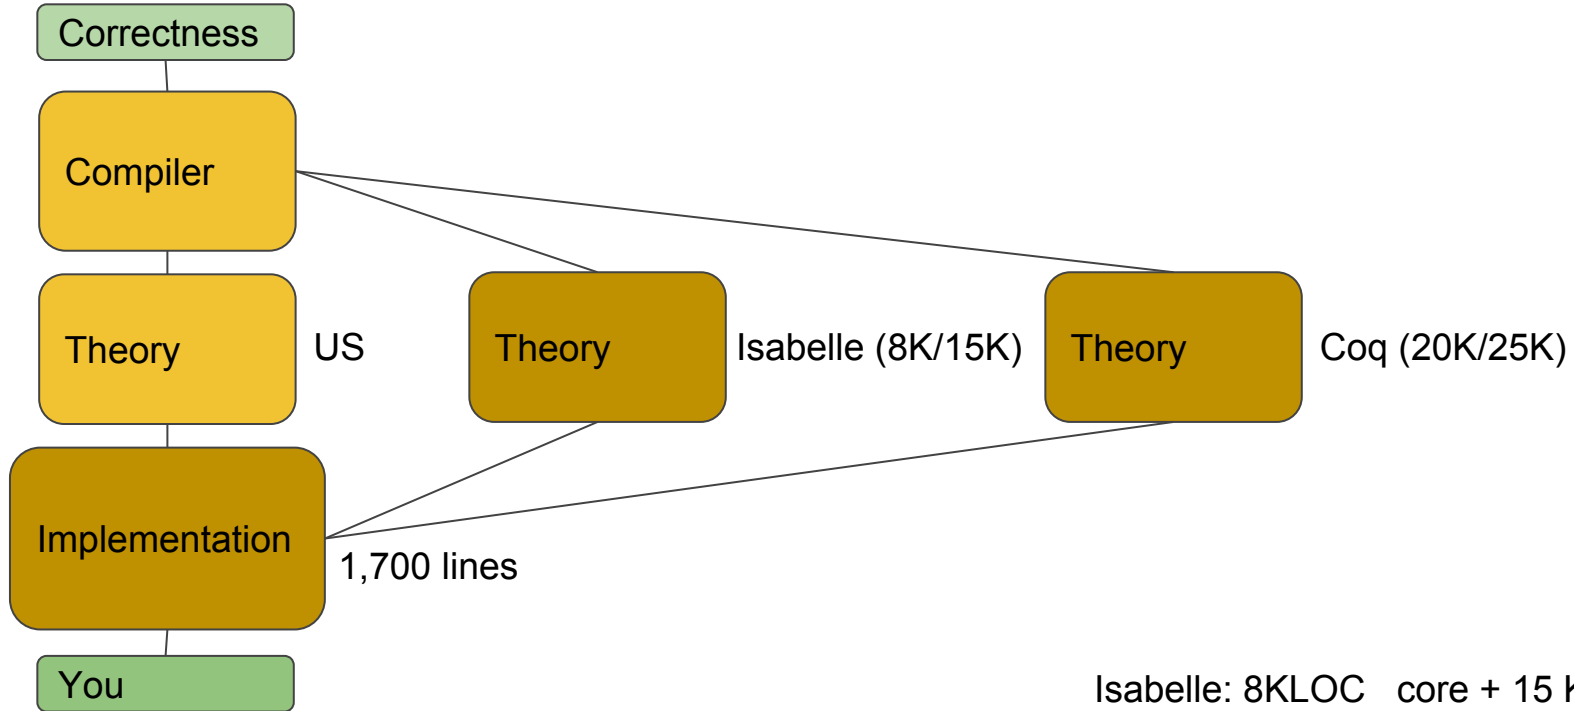 Correctness
Compiler
Theory
US
Theory
Isabelle (8K/15K)
Theory
Coq (20K/25K)
Implementation
1,700 lines
You
Isabelle: 8KLOC core + 15